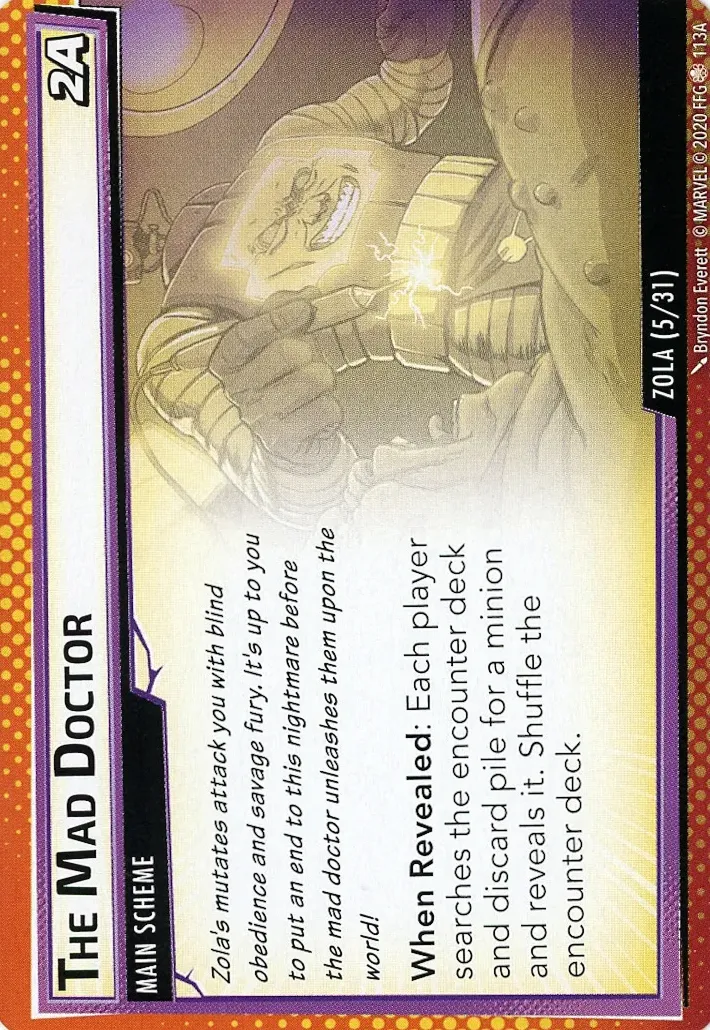 THE MAD DOCTOR
2A
MAIN SCHEME
Zola's mutates attack you with blind
obedience and savage fury. It's up to you
to put an end to this nightmare before
the mad doctor unleashes them upon the
world!
When Revealed: Each player
searches the encounter deck
and discard pile for a minion
and reveals it. Shuffle the
encounter deck.
ZOLA (5/31)
Bryndon Everett © MARVEL © 2020 FFG 113A